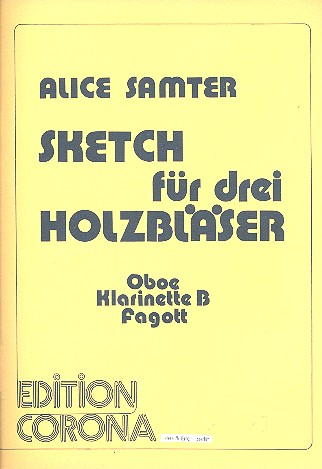 ALICE SAMTER
SKETCH
für drei
HOLZBLÄSER
Oboe
Klarinette B
Fagott
EDITION
CORONA